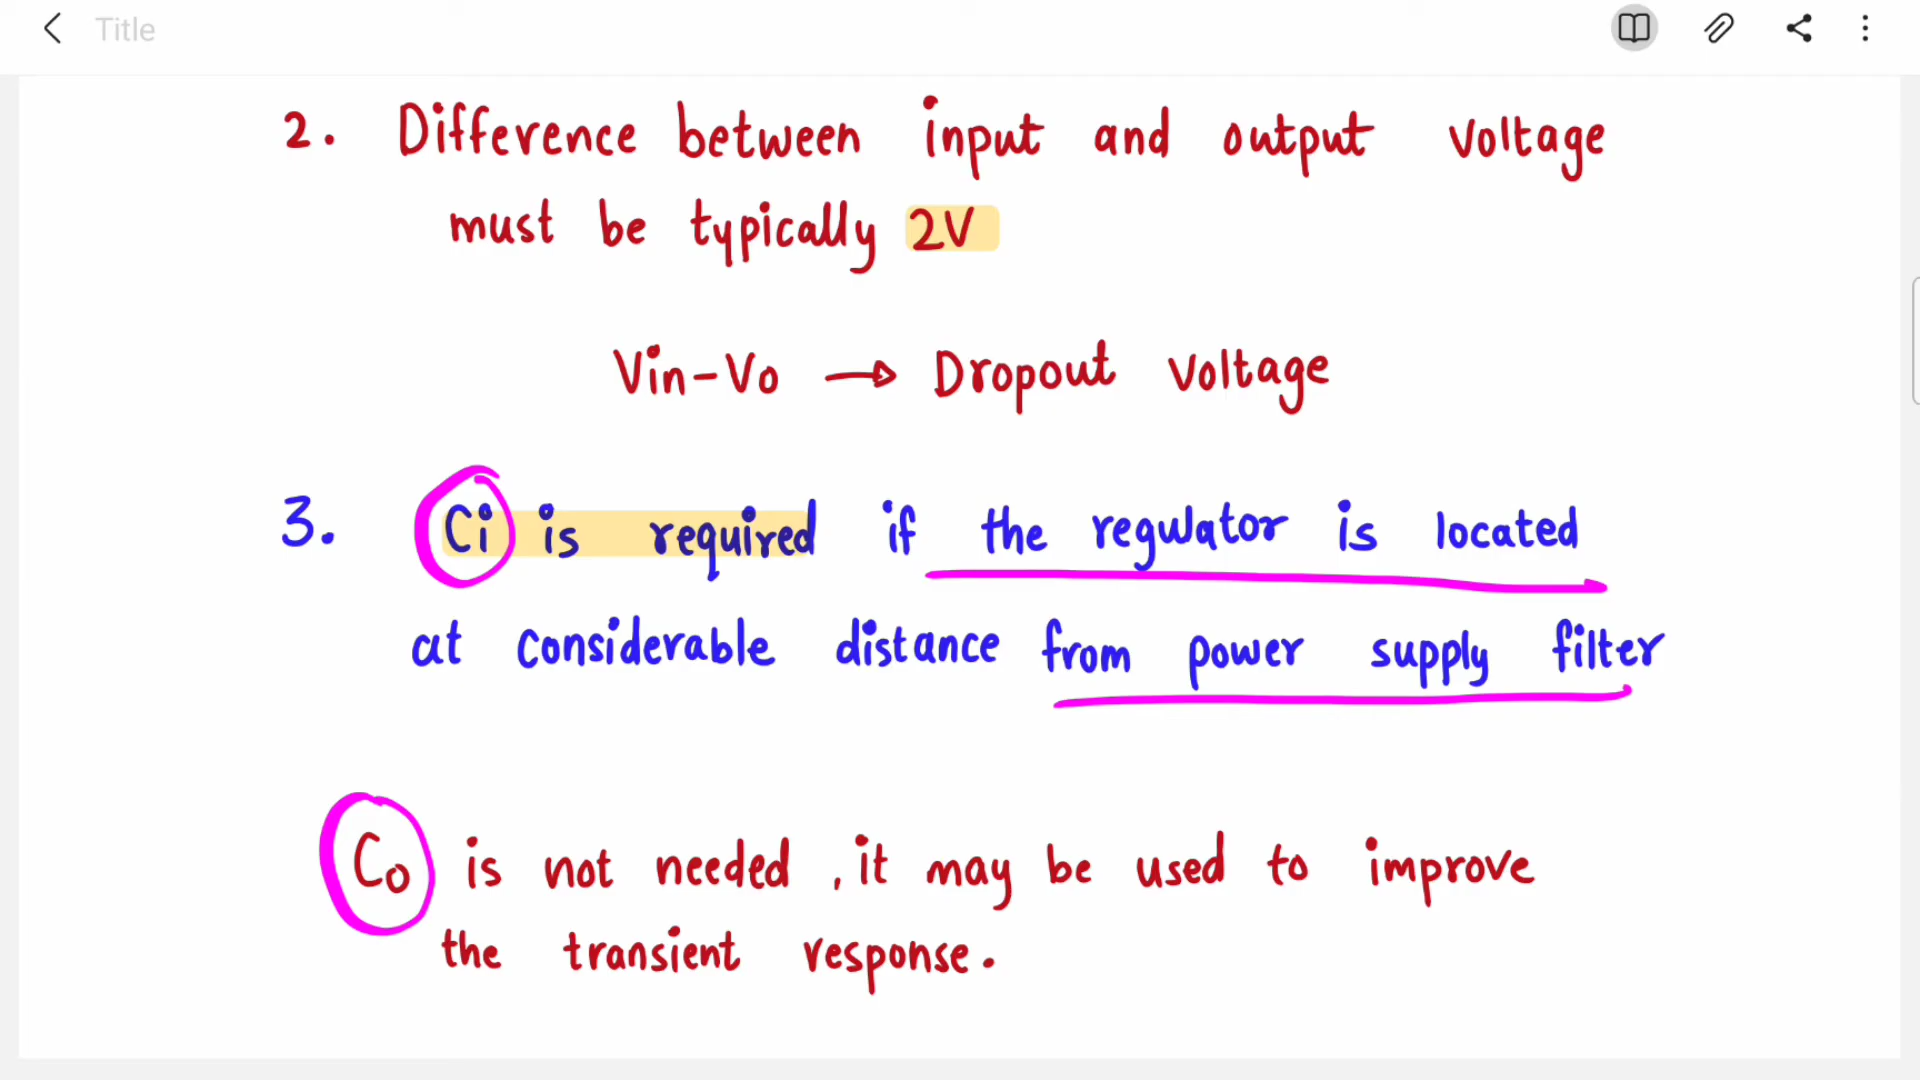 Title
2. Difference between input and output voltage
must be typically 2V
Vin-Vo → Dropout voltage
3. Ci is required if the regulator is located
at considerable distance from power supply filter
Co is not needed, it may be used to improve
the transient response.